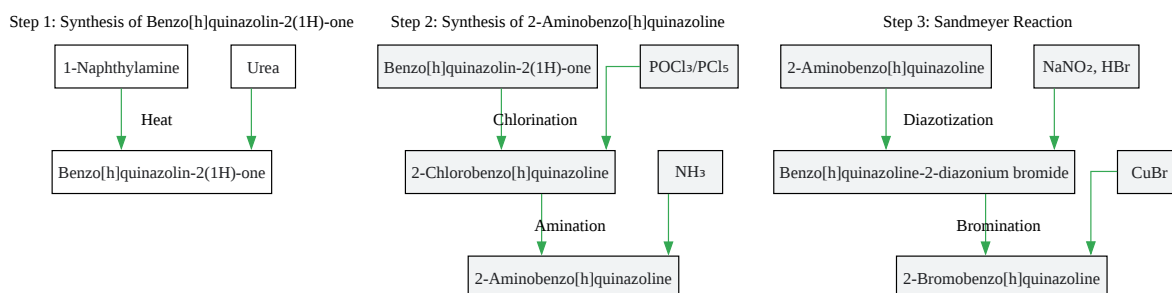 Step 1: Synthesis of Benzo[h]quinazolin-2(1H)-one
1-Naphthylamine
Urea
Heat
Benzo[h]quinazolin-2(1H)-one
Step 2: Synthesis of 2-Aminobenzo[h]quinazoline
Benzo[h]quinazolin-2(1H)-one
POCl₃/PCl₅
Chlorination
2-Chlorobenzo[h]quinazoline
NH₃
Amination
2-Aminobenzo[h]quinazoline
Step 3: Sandmeyer Reaction
2-Aminobenzo[h]quinazoline
NaNO₂, HBr
Diazotization
Benzo[h]quinazoline-2-diazonium bromide
CuBr
Bromination
2-Bromobenzo[h]quinazoline